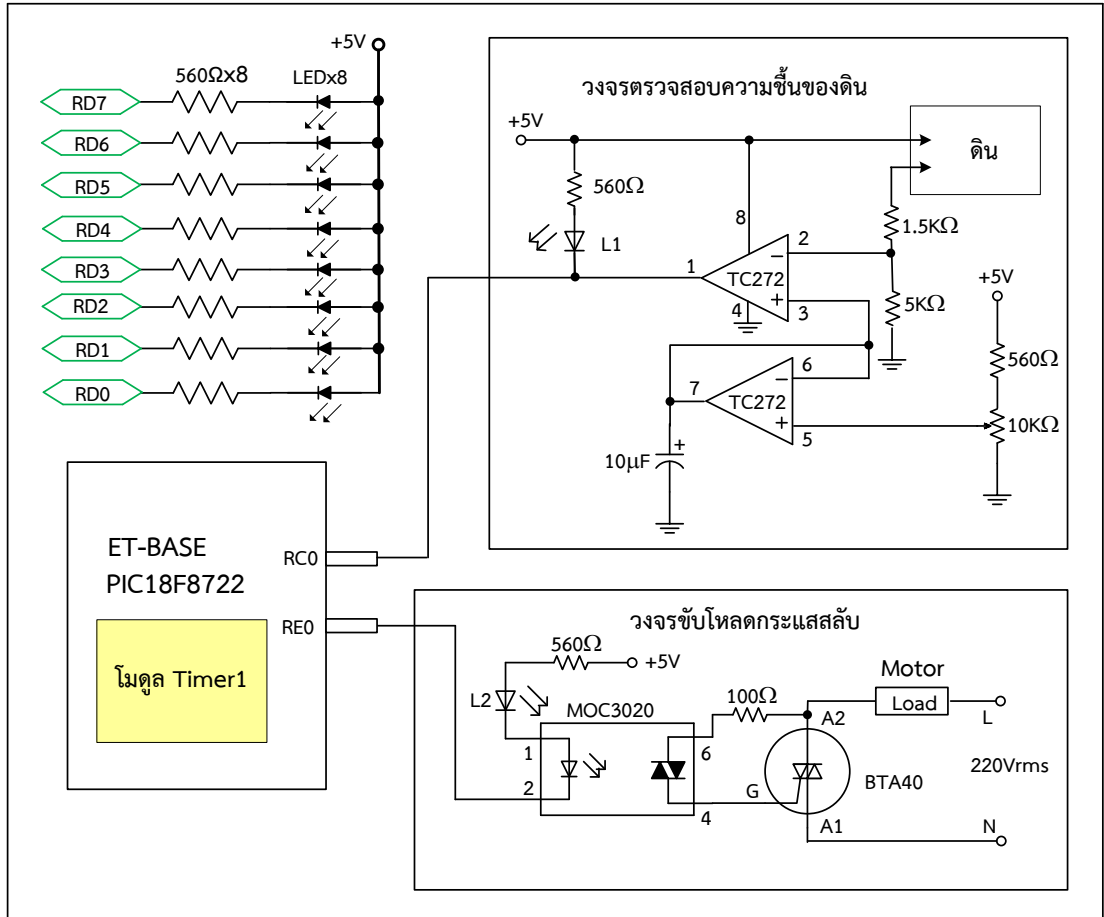 +5V
560Ωx8
LEDx8
RD7
RD6
RD5
RD4
RD3
RD2
RD1
RD0
วงจรตรวจสอบความชื้นของดิน
+5V
ดิน
560Ω
L1
8
1
TC272
2
3
4
1.5KΩ
5KΩ
+5V
560Ω
10KΩ
7
TC272
6
5
+
10μF
ET-BASE
PIC18F8722
RC0
RE0
โมดูล Timer1
วงจรขับโหลดกระแสสลับ
560Ω
+5V
L2
MOC3020
1
2
6
4
100Ω
Motor
Load
A2
L
220Vrms
BTA40
G
A1
N